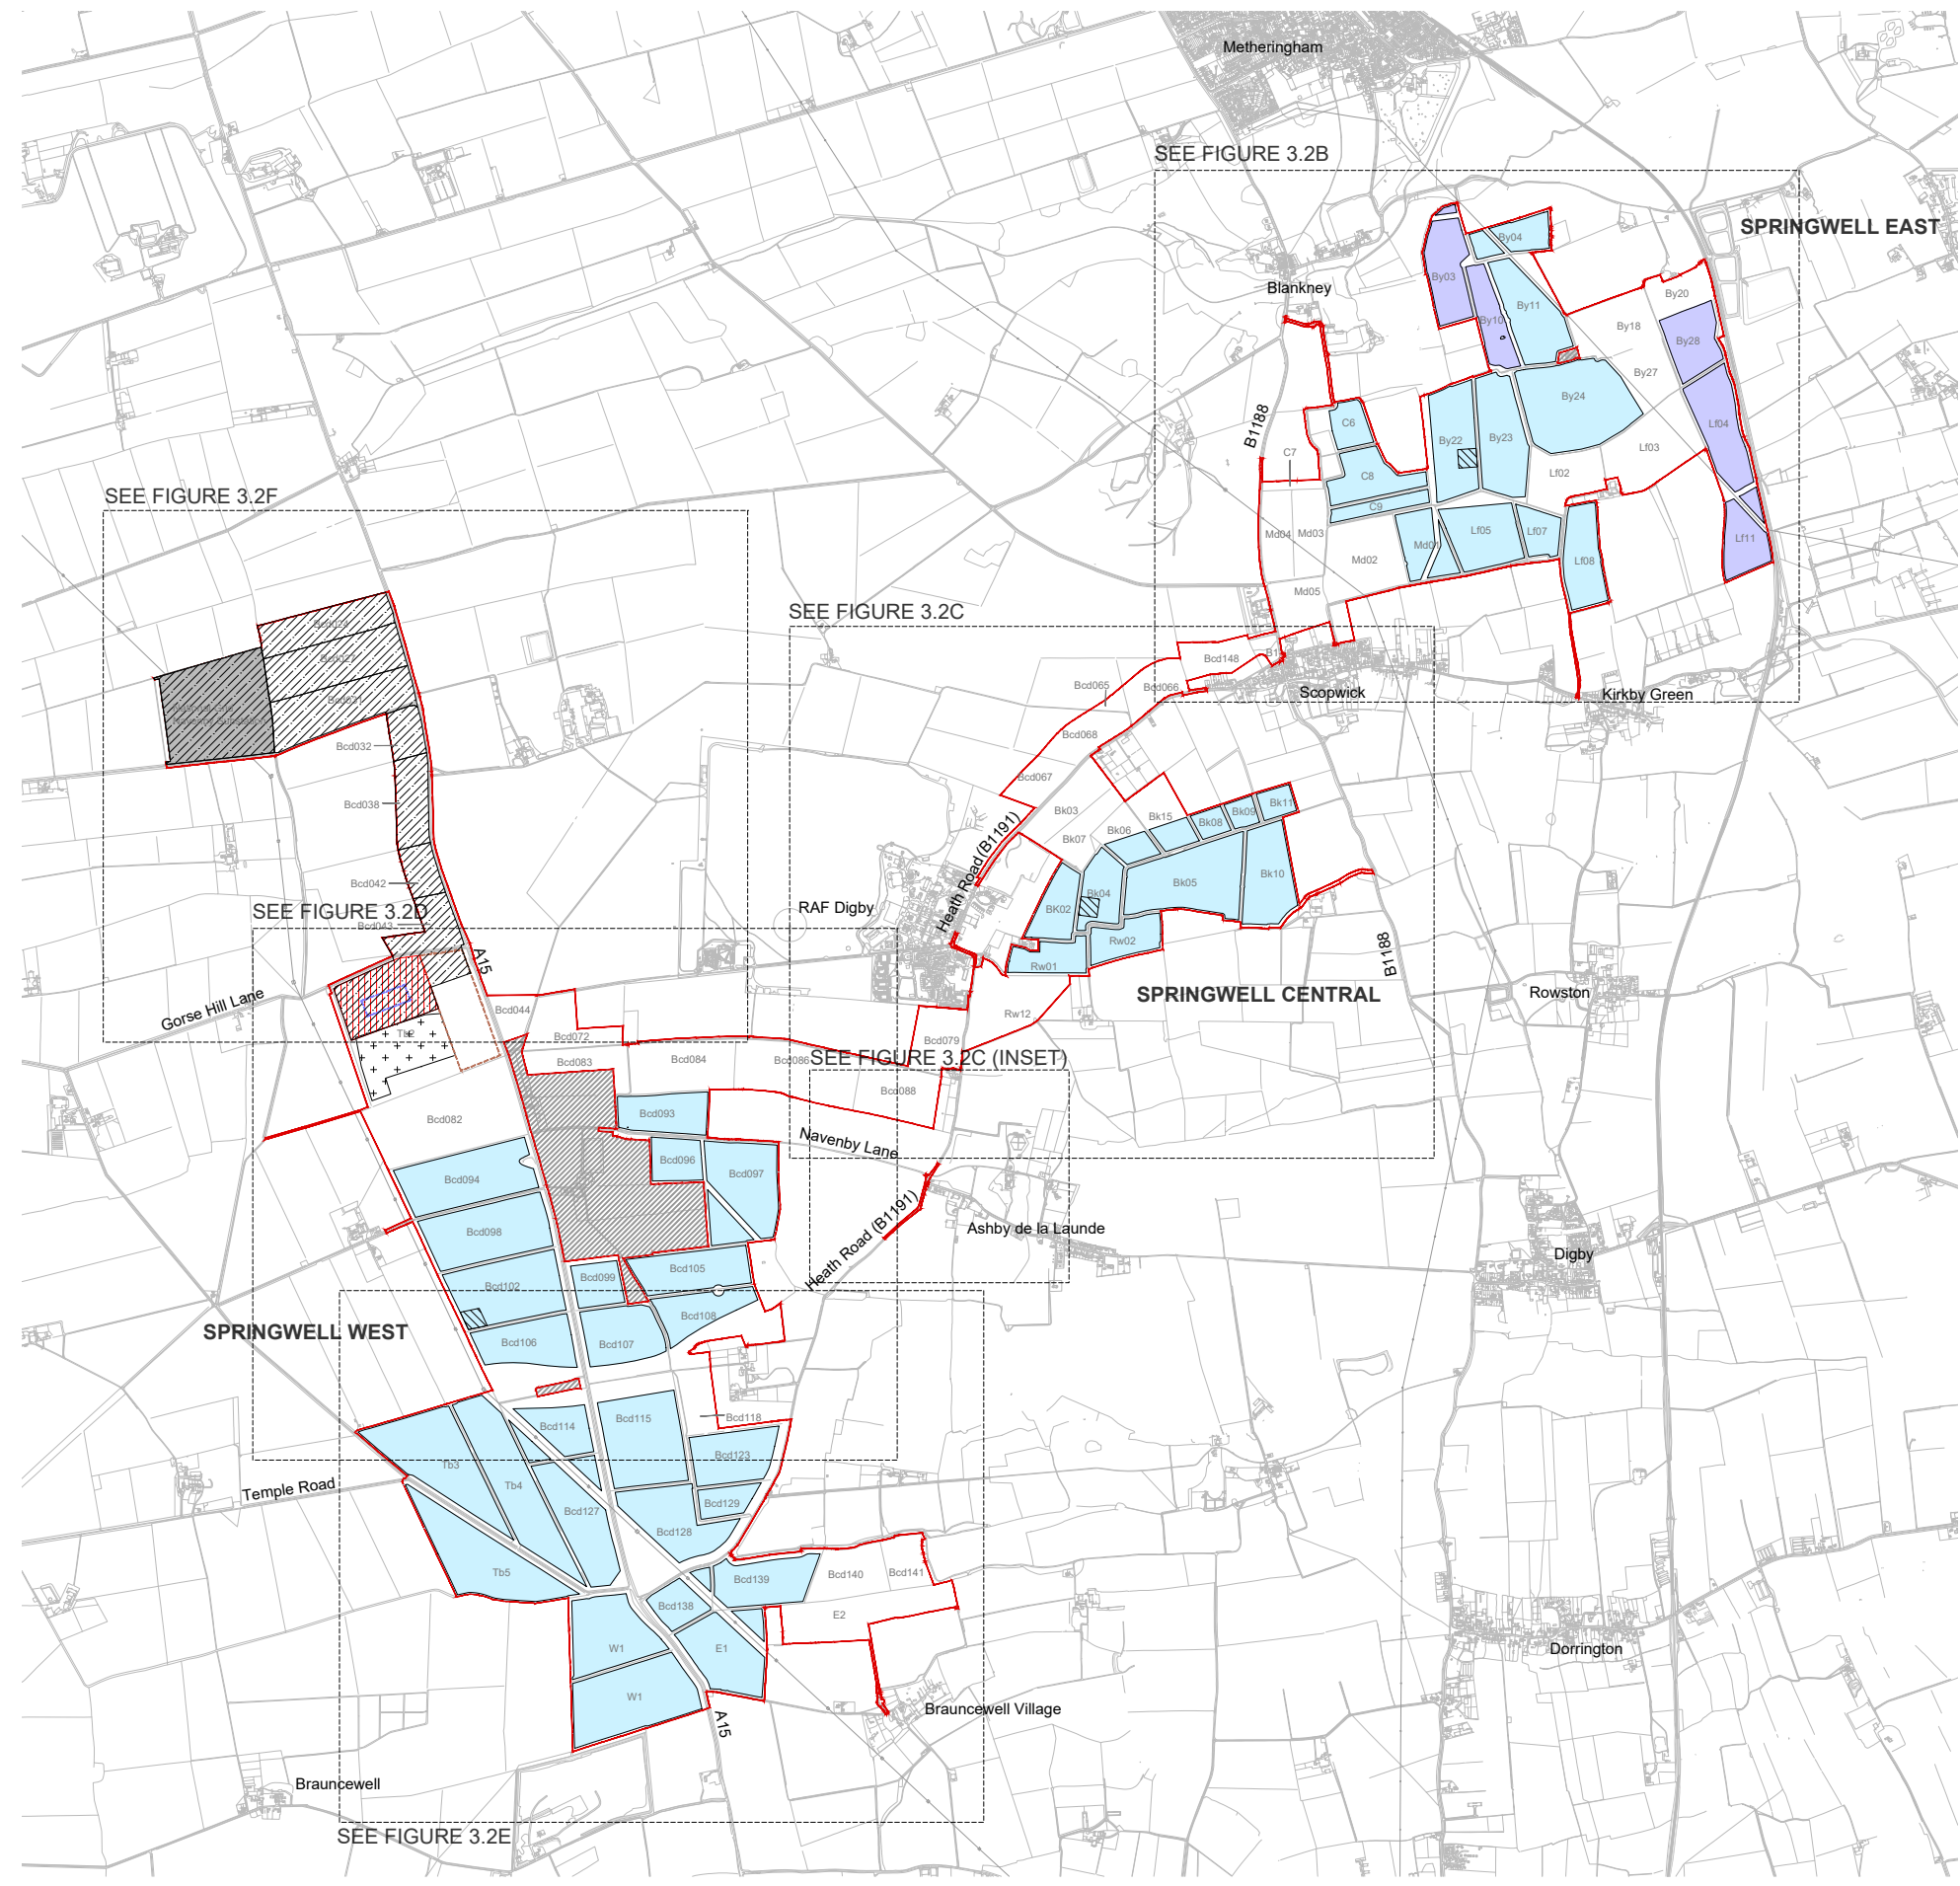 Metheringham
SEE FIGURE 3.2B
SPRINGWELL EAST
By04
By03
By11
By10
By20
By18
By28
By27
Blankney
B1188
C6
C7
C8
C9
By22
By23
By24
Lf04
Lf03
Lf02
Md04
Md03
Md01
Md02
Md05
Lf05
Lf07
Lf08
Lf11
SEE FIGURE 3.2F
SEE FIGURE 3.2C
Bcd148
Bcd065
Bcd066
Bcd068
Bcd067
Scopwick
Kirkby Green
Bcd027
Bcd032
Bcd038
Bcd042
Bcd043
SEE FIGURE 3.2D
A15
Bk03
Bk07
Bk06
Bk15
Bk08
Bk09
Bk11
BK02
Bk04
Bk05
Bk10
Rw01
Rw02
Rw12
RAF Digby
Heath Road (B1191)
B1188
SPRINGWELL CENTRAL
Rowston
Gorse Hill Lane
Bcd044
Bcd072
Bcd083
Bcd084
Bcd086
Bcd079
Bcd088
SEE FIGURE 3.2C (INSET)
Bcd082
Bcd093
Bcd096
Bcd097
Navenby Lane
Heath Road (B1191)
Ashby de la Launde
Digby
Bcd094
Bcd098
Bcd102
Bcd099
Bcd105
Bcd108
Bcd106
Bcd107
SPRINGWELL WEST
Bcd114
Bcd115
Bcd118
Bcd123
Tb3
Tb4
Bcd127
Bcd129
Bcd128
Temple Road
Tb5
Bcd139
Bcd140
Bcd141
Bcd138
E2
W1
E1
W1
A15
Dorrington
Brauncewell Village
Brauncewell
SEE FIGURE 3.2E